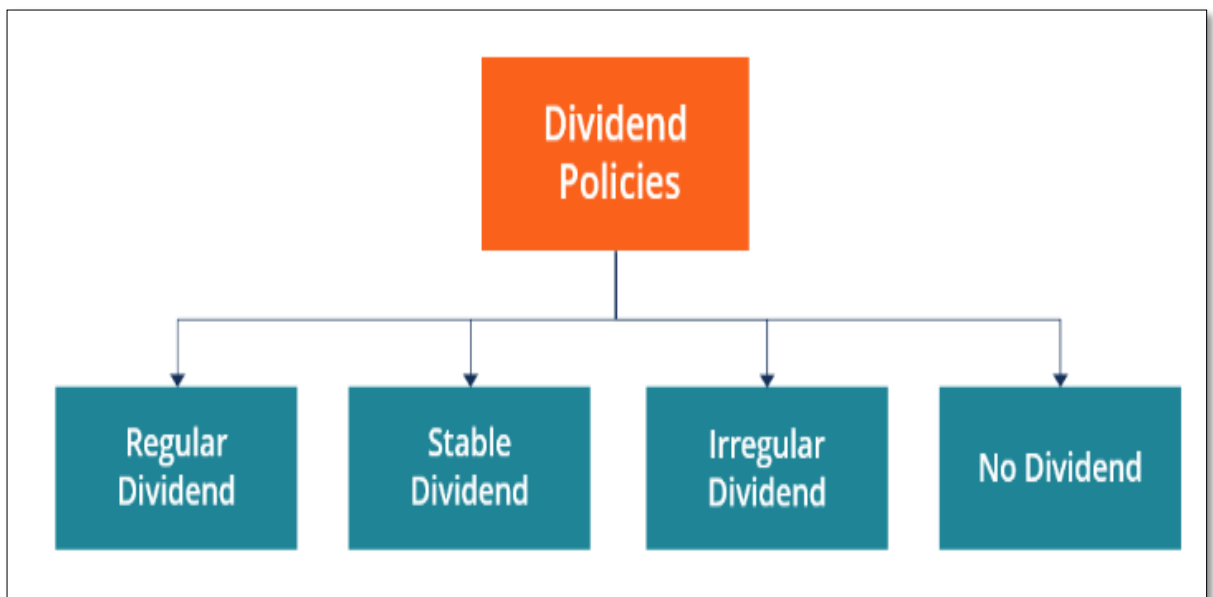 Dividend
Policies
Regular
Dividend
Stable
Dividend
Irregular
Dividend
No Dividend